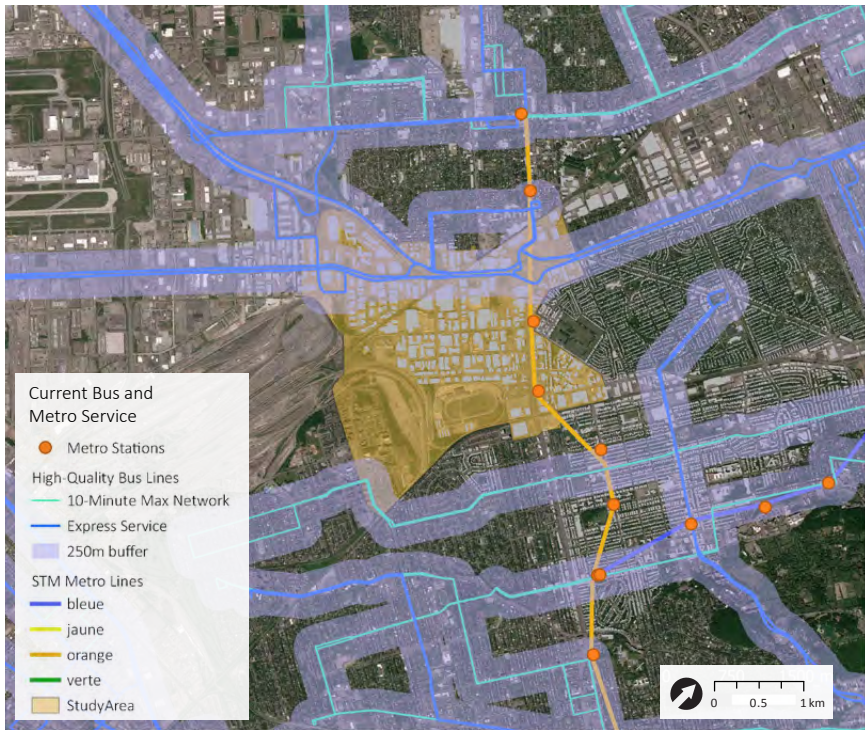 Current Bus and
Metro Service
Metro Stations
High-Quality Bus Lines
10-Minute Max Network
Express Service
250m buffer
STM Metro Lines
bleue
jaune
orange
verte
StudyArea
0 0.5 1 km